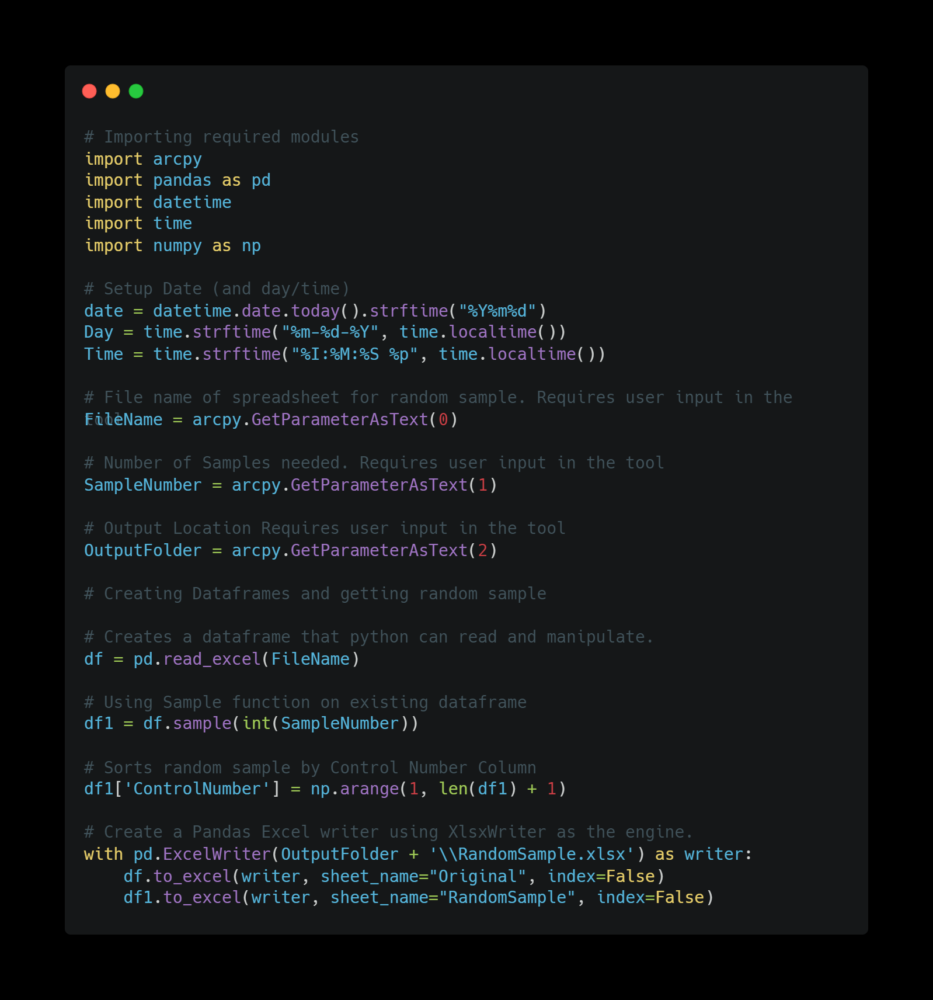 # Importing required modules
import arcpy
import pandas as pd
import datetime
import time
import numpy as np

# Setup Date (and day/time)
date = datetime.date.today().strftime("%Y%m%d")
Day = time.strftime("%m-%d-%Y", time.localtime())
Time = time.strftime("%I:%M:%S %p", time.localtime())

# File name of spreadsheet for random sample. Requires user input in the
tool
FileName = arcpy.GetParameterAsText(0)

# Number of Samples needed. Requires user input in the tool
SampleNumber = arcpy.GetParameterAsText(1)

# Output Location Requires user input in the tool
OutputFolder = arcpy.GetParameterAsText(2)

# Creating Dataframes and getting random sample

# Creates a dataframe that python can read and manipulate.
df = pd.read_excel(FileName)

# Using Sample function on existing dataframe
df1 = df.sample(int(SampleNumber))

# Sorts random sample by Control Number Column
df1['ControlNumber'] = np.arange(1, len(df1) + 1)

# Create a Pandas Excel writer using XlsxWriter as the engine.
with pd.ExcelWriter(OutputFolder + '\\RandomSample.xlsx') as writer:
    df.to_excel(writer, sheet_name="Original", index=False)
    df1.to_excel(writer, sheet_name="RandomSample", index=False)